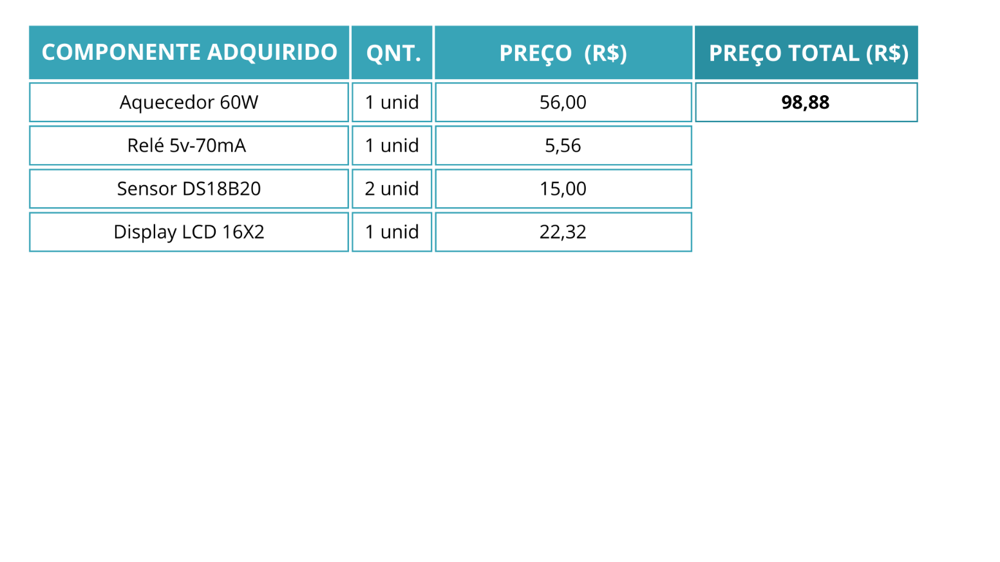 COMPONENTE ADQUIRIDO QNT. PREÇO (R$) PREÇO TOTAL (R$)
Aquecedor 60W 1 unid 56,00 98,88
Relé 5v-70mA 1 unid 5,56
Sensor DS18B20 2 unid 15,00
Display LCD 16X2 1 unid 22,32